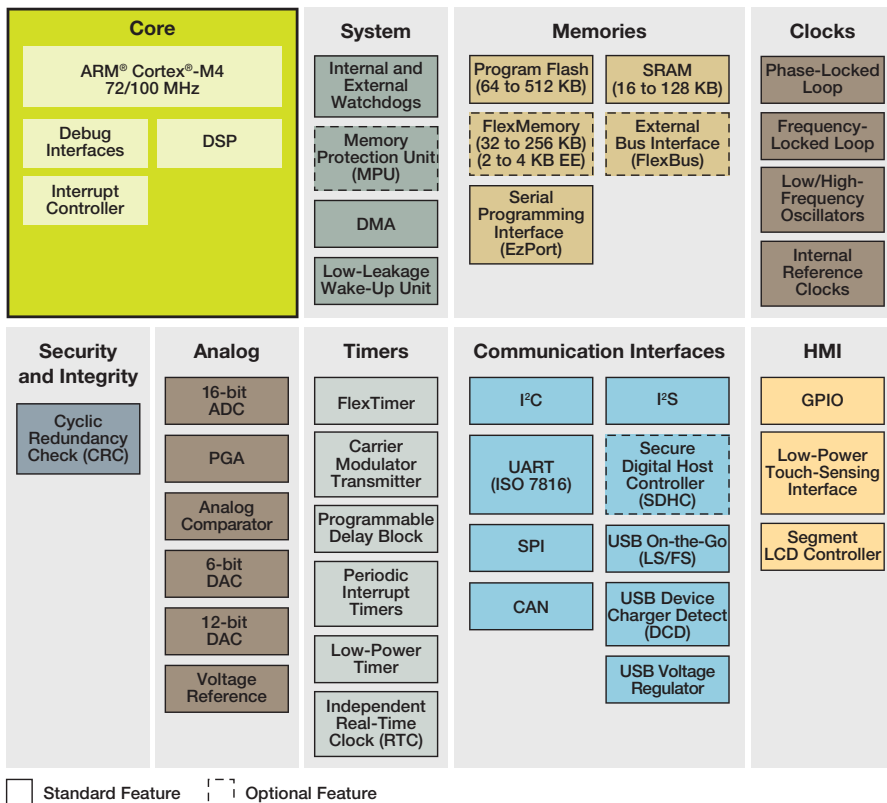 Core
ARM® Cortex®-M4
72/100 MHz
Debug
Interfaces
DSP
Interrupt
Controller
System
Internal and
External
Watchdogs
Memory
Protection Unit
(MPU)
DMA
Low-Leakage
Wake-Up Unit
Memories
Program Flash
(64 to 512 KB)
SRAM
(16 to 128 KB)
FlexMemory
(32 to 256 KB)
(2 to 4 KB EE)
External
Bus Interface
(FlexBus)
Serial
Programming
Interface
(EzPort)
Clocks
Phase-Locked
Loop
Frequency-
Locked Loop
Low/High-
Frequency
Oscillators
Internal
Reference
Clocks
Security
and Integrity
Cyclic
Redundancy
Check (CRC)
Analog
16-bit
ADC
PGA
Analog
Comparator
6-bit
DAC
12-bit
DAC
Voltage
Reference
Timers
FlexTimer
Carrier
Modulator
Transmitter
Programmable
Delay Block
Periodic
Interrupt
Timers
Low-Power
Timer
Independent
Real-Time
Clock (RTC)
Communication Interfaces
I²C
I²S
UART
(ISO 7816)
Secure
Digital Host
Controller
(SDHC)
SPI
USB On-the-Go
(LS/FS)
CAN
USB Device
Charger Detect
(DCD)
USB Voltage
Regulator
HMI
GPIO
Low-Power
Touch-Sensing
Interface
Segment
LCD Controller
Standard Feature
Optional Feature